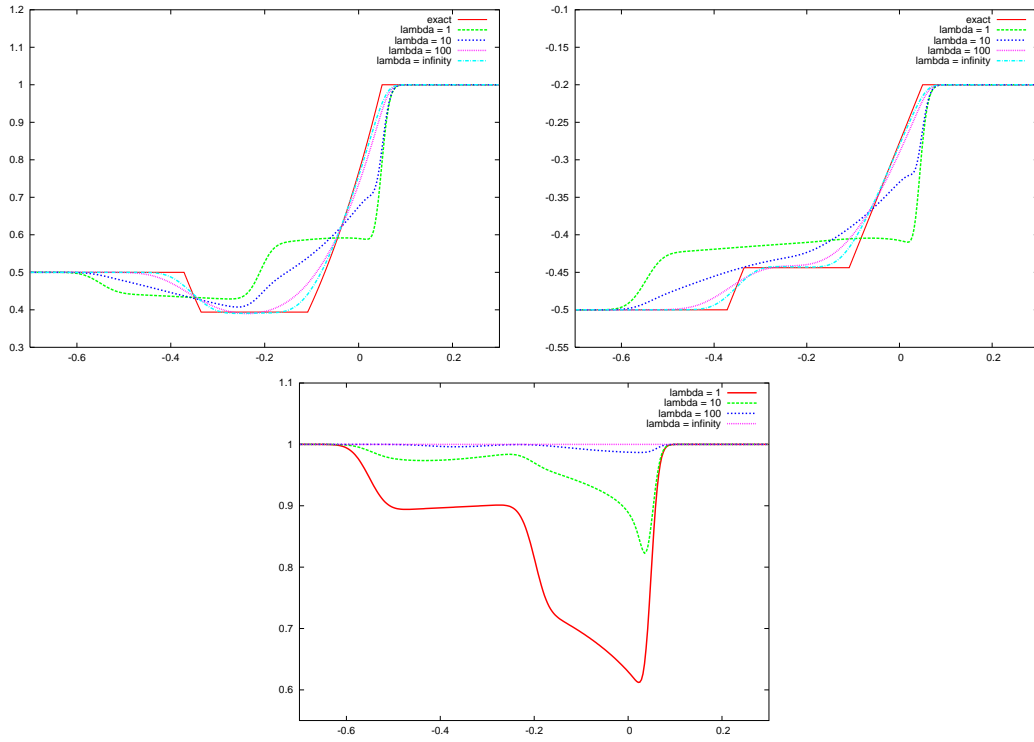 1.2
1.1
1
0.9
0.8
0.7
0.6
0.5
0.4
0.3
-0.6
-0.4
-0.2
0
0.2
exact
lambda = 1
lambda = 10
lambda = 100
lambda = infinity
-0.1
-0.15
-0.2
-0.25
-0.3
-0.35
-0.4
-0.45
-0.5
-0.55
-0.6
-0.4
-0.2
0
0.2
exact
lambda = 1
lambda = 10
lambda = 100
lambda = infinity
1.1
1
0.9
0.8
0.7
0.6
-0.6
-0.4
-0.2
0
0.2
lambda = 1
lambda = 10
lambda = 100
lambda = infinity